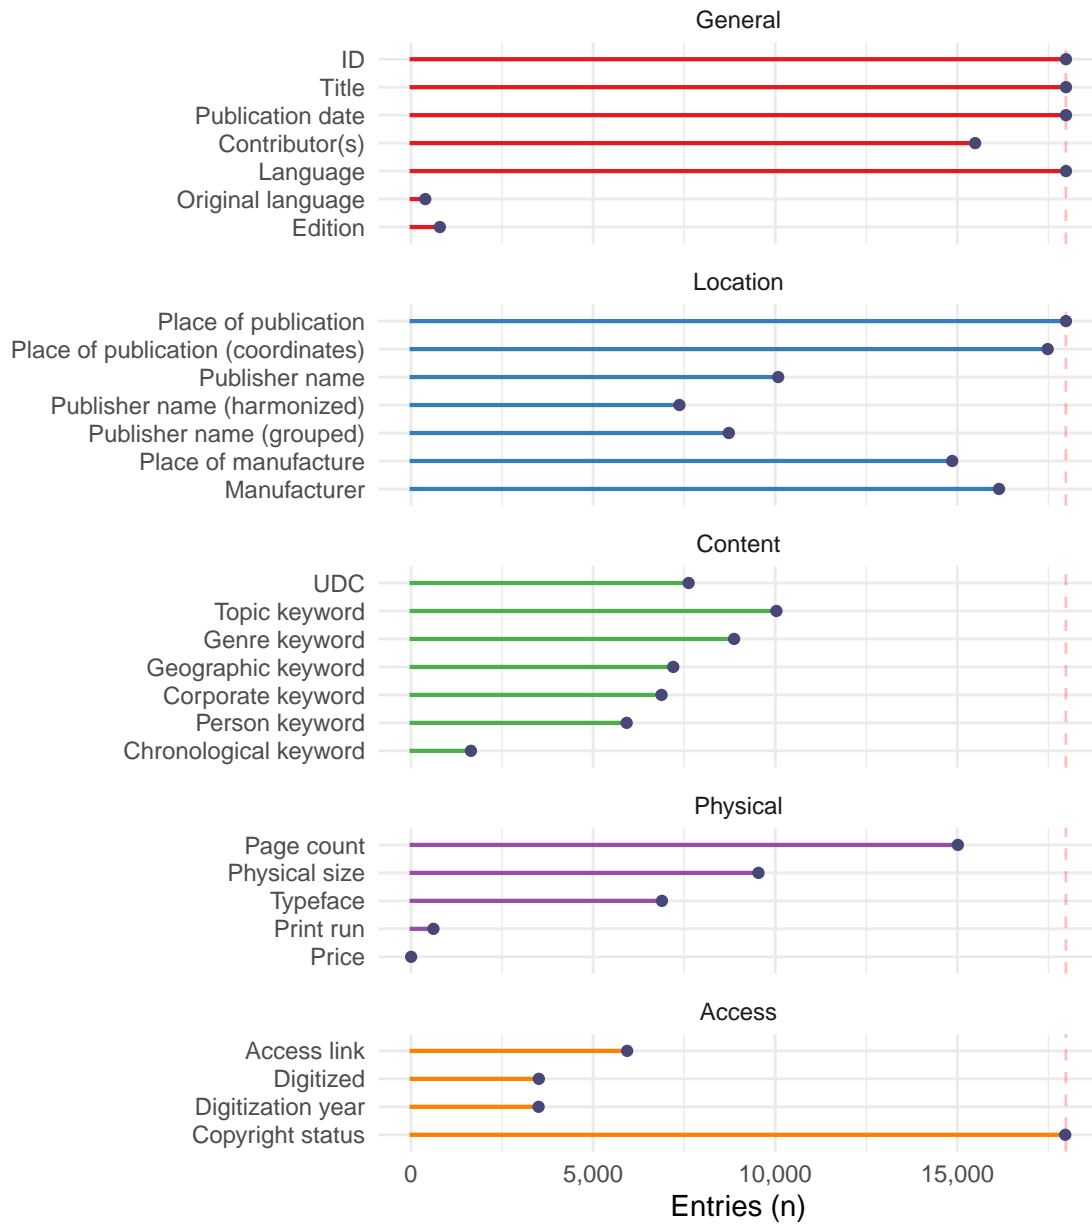 General
ID
Title
Publication date
Contributor(s)
Language
Original language
Edition
Location
Place of publication
Place of publication (coordinates)
Publisher name
Publisher name (harmonized)
Publisher name (grouped)
Place of manufacture
Manufacturer
Content
UDC
Topic keyword
Genre keyword
Geographic keyword
Corporate keyword
Person keyword
Chronological keyword
Physical
Page count
Physical size
Typeface
Print run
Price
Access
Access link
Digitized
Digitization year
Copyright status
0 5,000 10,000 15,000
Entries (n)